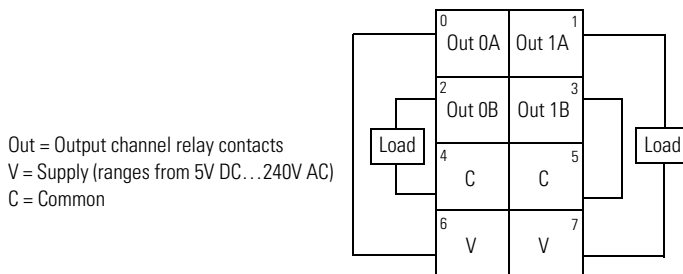 0 1
Out 0A Out 1A
2 3
Out 0B Out 1B
Load Load
Out = Output channel relay contacts
V = Supply (ranges from 5V DC...240V AC)
C = Common
4 5
C C
6 7
V V